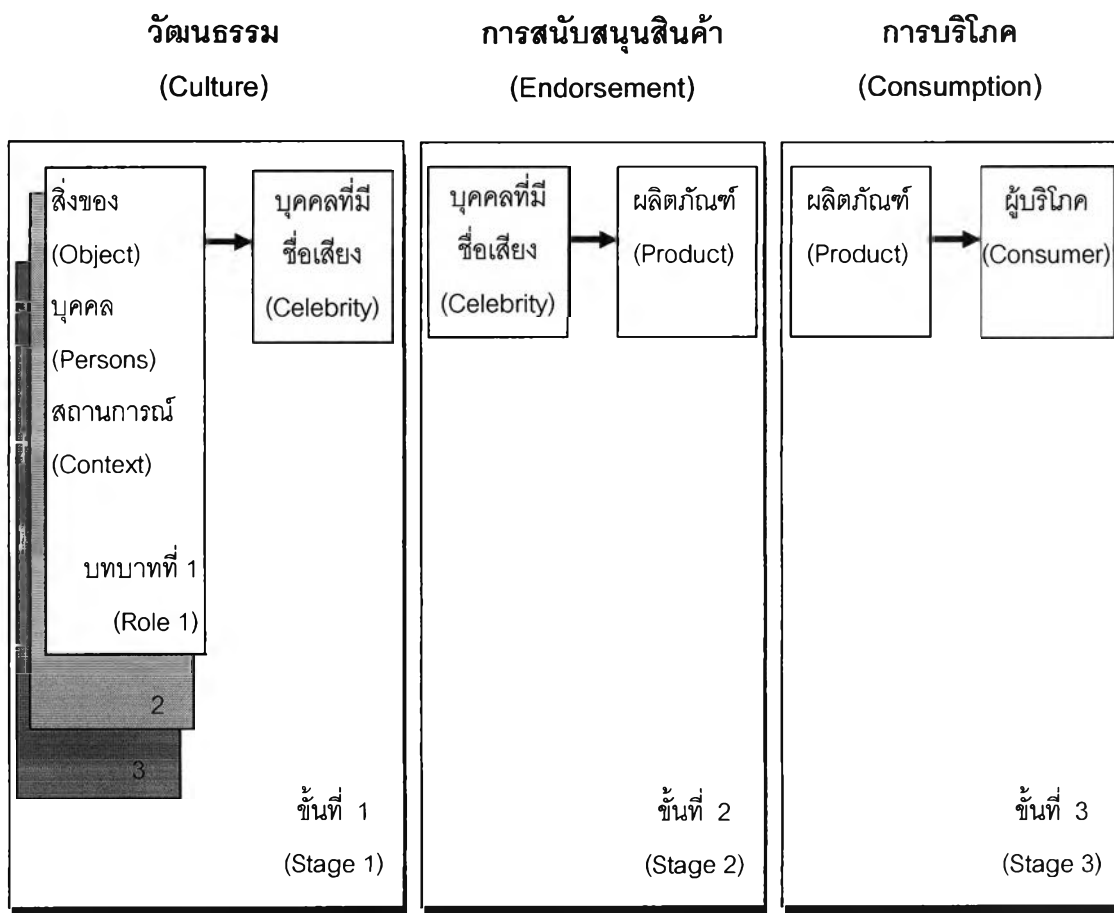 วัฒนธรรม
(Culture)
การสนับสนุนสินค้า
(Endorsement)
การบริโภค
(Consumption)
สิ่งของ
(Object)
บุคคล
(Persons)
สถานการณ์
(Context)
บทบาทที่ 1
(Role 1)
2
3
บุคคลที่มี
ชื่อเสียง
(Celebrity)
ขั้นที่ 1
(Stage 1)
บุคคลที่มี
ชื่อเสียง
(Celebrity)
ผลิตภัณฑ์
(Product)
ขั้นที่ 2
(Stage 2)
ผลิตภัณฑ์
(Product)
ผู้บริโภค
(Consumer)
ขั้นที่ 3
(Stage 3)